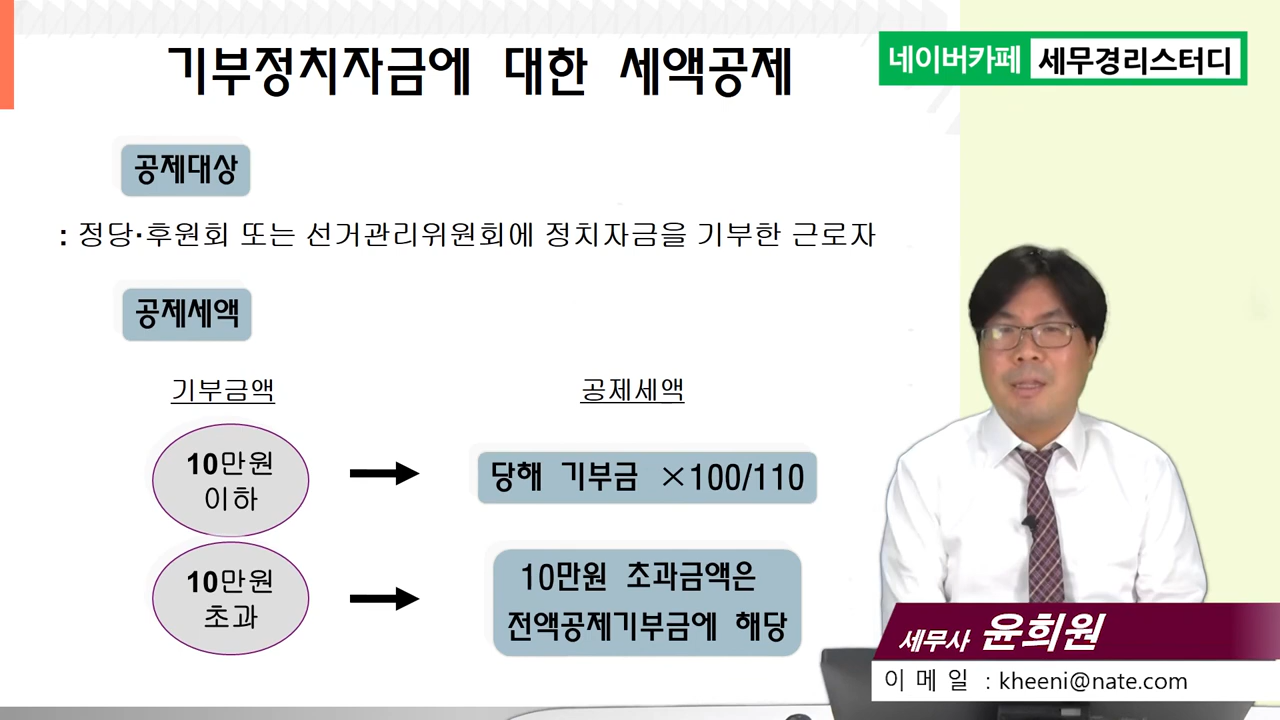 기부정치자금에 대한 세액공제
네이버카페 세무경리스터디
공제대상
: 정당·후원회 또는 선거관리위원회에 정치자금을 기부한 근로자
공제세액
기부금액
공제세액
10만원
이하
당해 기부금 ×100/110
10만원
초과
10만원 초과금액은
전액공제기부금에 해당
세무사 윤희원
이 메 일 : kheeni@nate.com